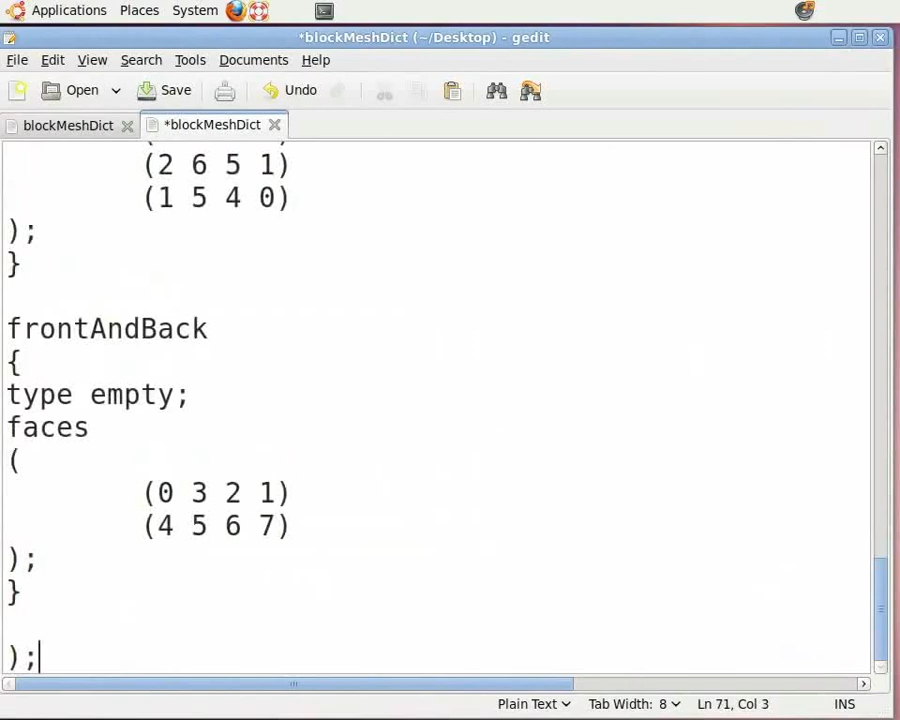 Applications Places System
*blockMeshDict (~/Desktop) - gedit
File Edit View Search Tools Documents Help
Open Save Undo
blockMeshDict *blockMeshDict
(2 6 5 1)
(1 5 4 0)
);
}
frontAndBack
{
type empty;
faces
(
(0 3 2 1)
(4 5 6 7)
);
}
);
Plain Text Tab Width: 8 Ln 71, Col 3 INS